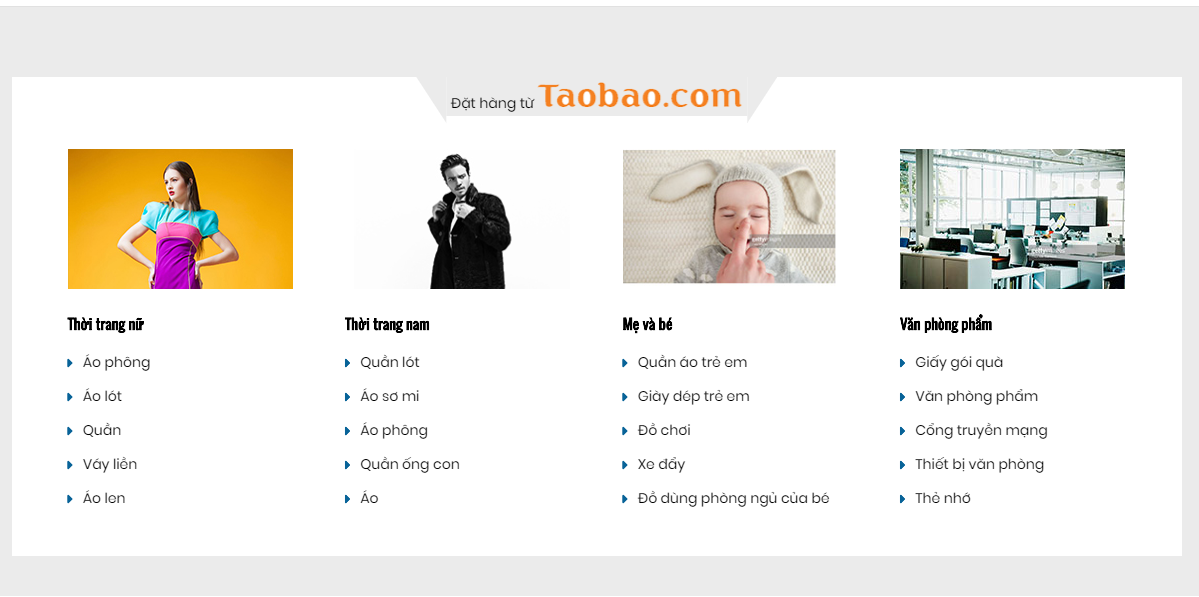 Đặt hàng từ Taobao.com
Thời trang nữ
Áo phông
Áo lót
Quần
Váy liền
Áo len
Thời trang nam
Quần lót
Áo sơ mi
Áo phông
Quần ống con
Áo
Mẹ và bé
Quần áo trẻ em
Giày dép trẻ em
Đồ chơi
Xe đẩy
Đồ dùng phòng ngủ của bé
Văn phòng phẩm
Giấy gói quà
Văn phòng phẩm
Cổng truyền mạng
Thiết bị văn phòng
Thẻ nhớ